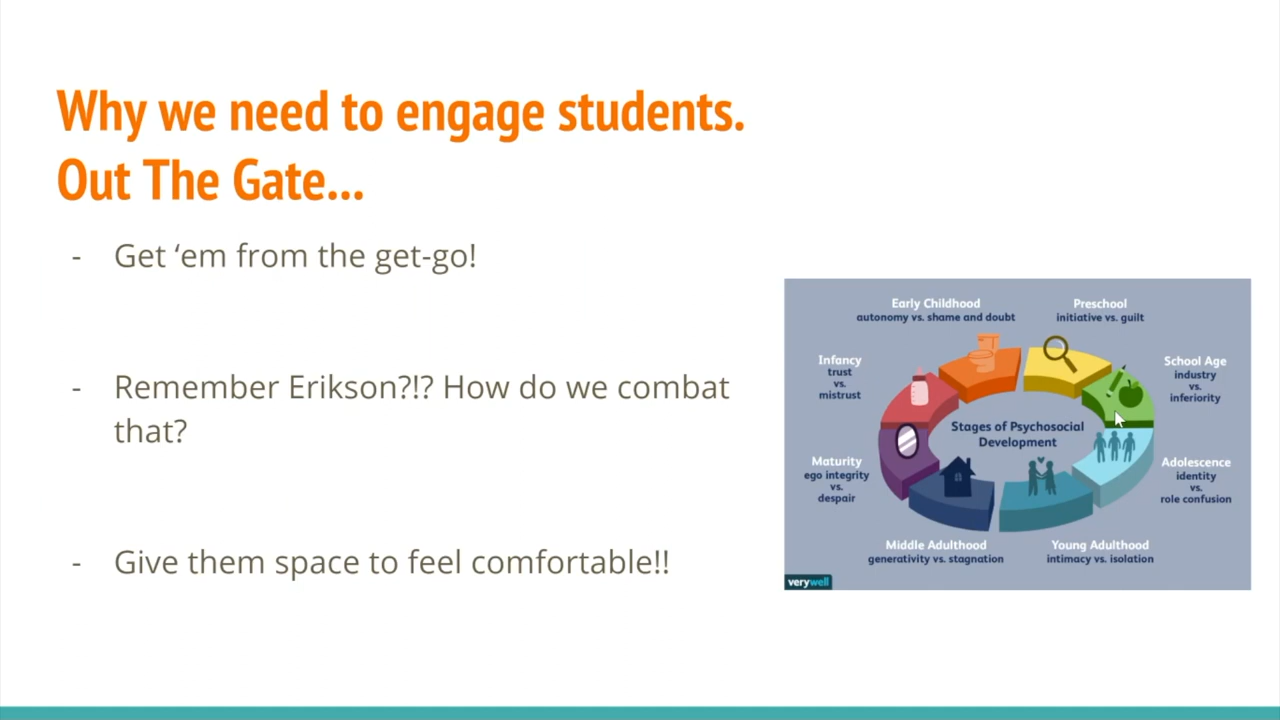 Why we need to engage students.
Out The Gate...
- Get ‘em from the get-go!
- Remember Erikson?!? How do we combat
that?
- Give them space to feel comfortable!!
Early Childhood
autonomy vs. shame and doubt
Preschool
initiative vs. guilt
School Age
industry
vs.
inferiority
Adolescence
identity
vs.
role confusion
Young Adulthood
intimacy vs. isolation
Middle Adulthood
generativity vs. stagnation
Maturity
ego integrity
vs.
despair
Infancy
trust
vs.
mistrust
Stages of Psychosocial
Development
verywell